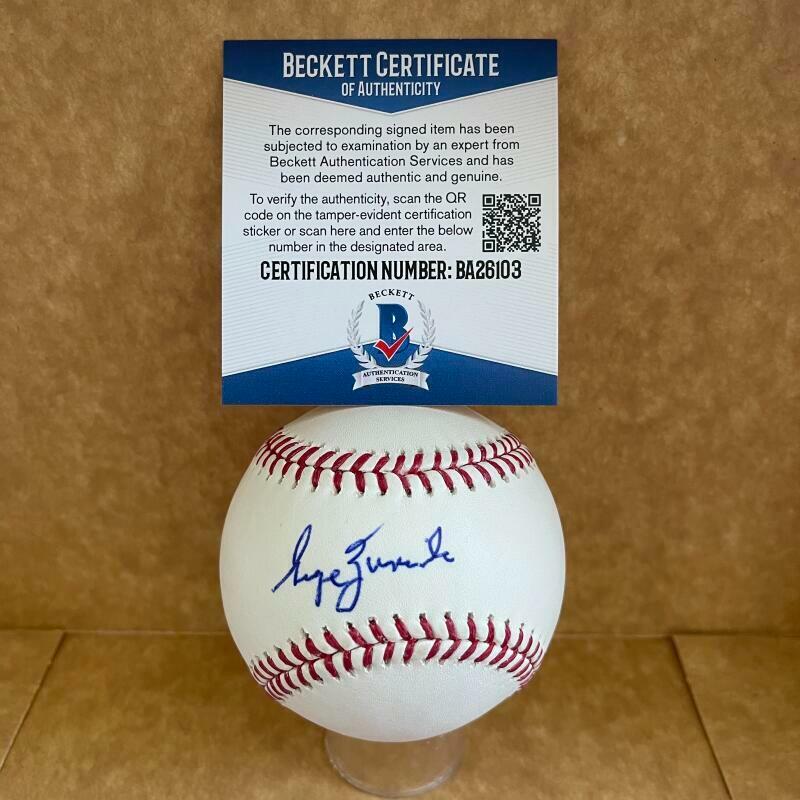 BECKETT CERTIFICATE
OF AUTHENTICITY
The corresponding signed item has been
subjected to examination by an expert from
Beckett Authentication Services and has
been deemed authentic and genuine.
To verify the authenticity, scan the QR
code on the tamper-evident certification
sticker or scan here and enter the below
number in the designated area.
CERTIFICATION NUMBER: BA26103
BECKETT
B
AUTHENTICATION
SERVICES